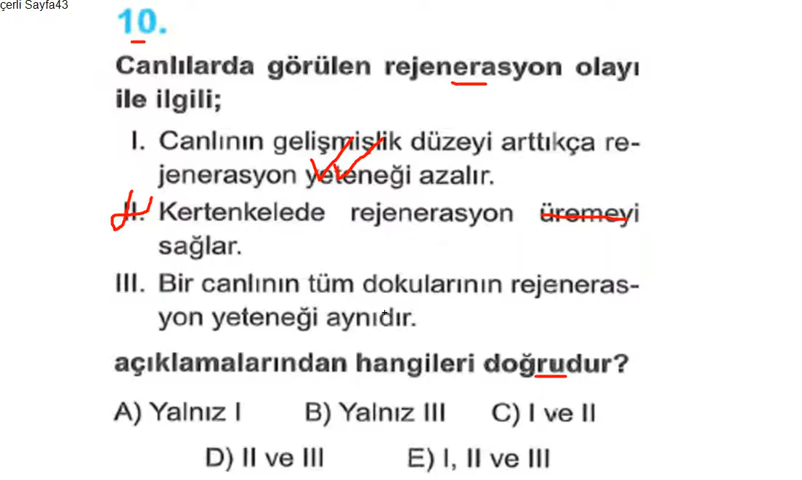 çerli Sayfa43
10.
Canlılarda görülen rejenerasyon olayı
ile ilgili;
I. Canlının gelişmişlik düzeyi arttıkça re-
jenerasyon yeteneği azalır.
II. Kertenkelede rejenerasyon üremeyi
sağlar.
III. Bir canlının tüm dokularının rejeneras-
yon yeteneği aynıdır.
açıklamalarından hangileri doğrudur?
A) Yalnız I B) Yalnız III C) I ve II
D) II ve III E) I, II ve III